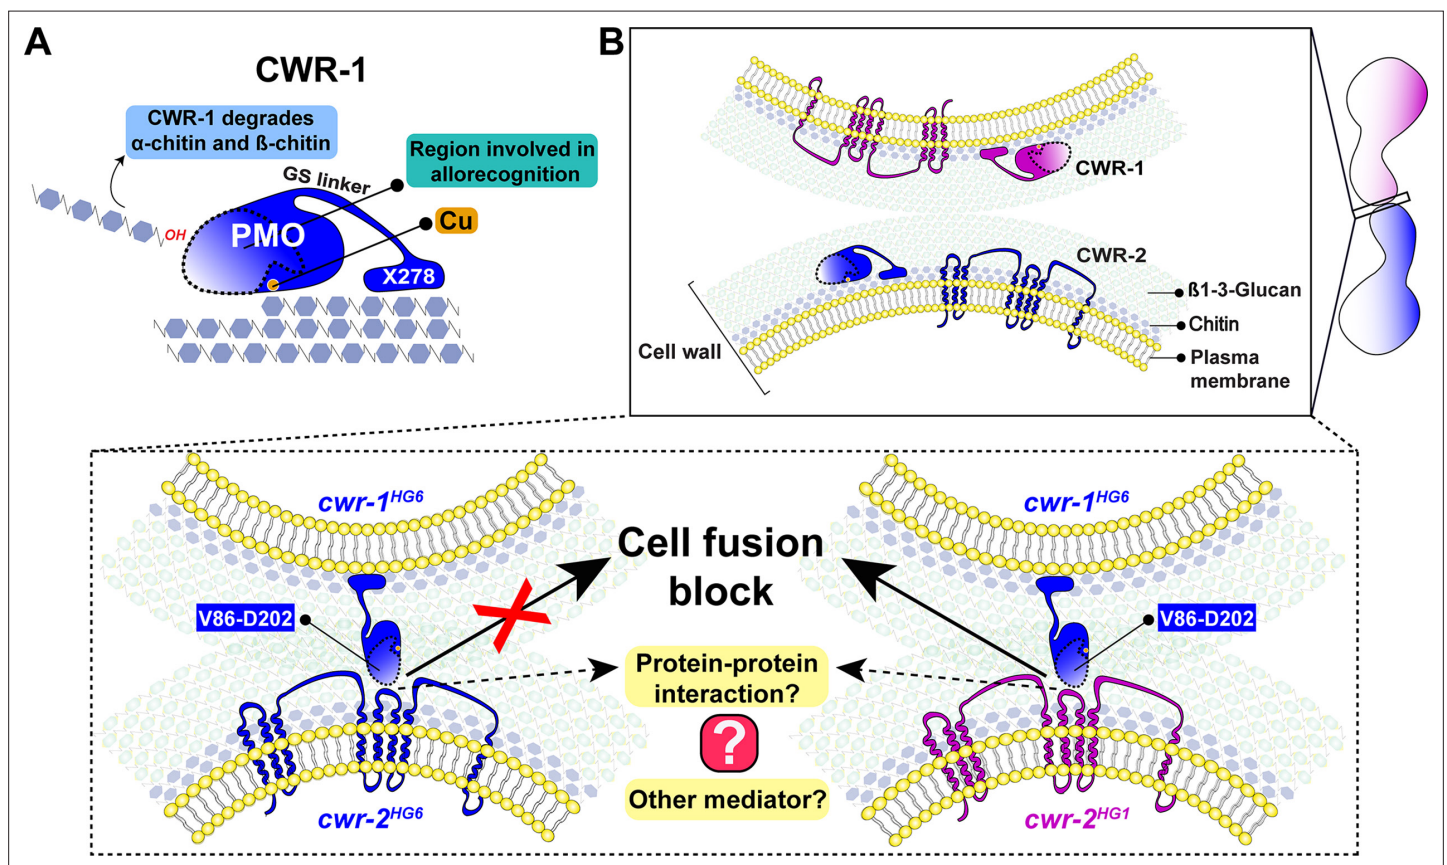 A
CWR-1
CWR-1 degrades
α-chitin and ß-chitin
GS linker
Region involved in
allorecognition
OH
PMO
Cu
X278
B
CWR-1
CWR-2
ß1-3-Glucan
Chitin
Plasma
membrane
Cell wall
cwr-1HG6
V86-D202
cwr-2HG6
Cell fusion
block
Protein-protein
interaction?
?
Other mediator?
cwr-1HG6
V86-D202
cwr-2HG1